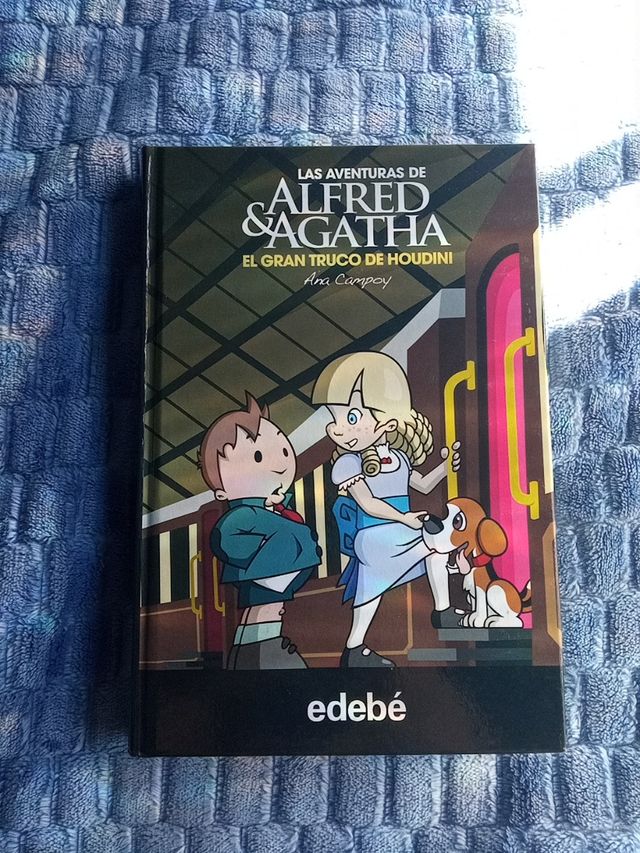 LAS AVENTURAS DE
ALFRED
&AGATHA
EL GRAN TRUCO DE HOUDINI
Ana Campoy
edebé